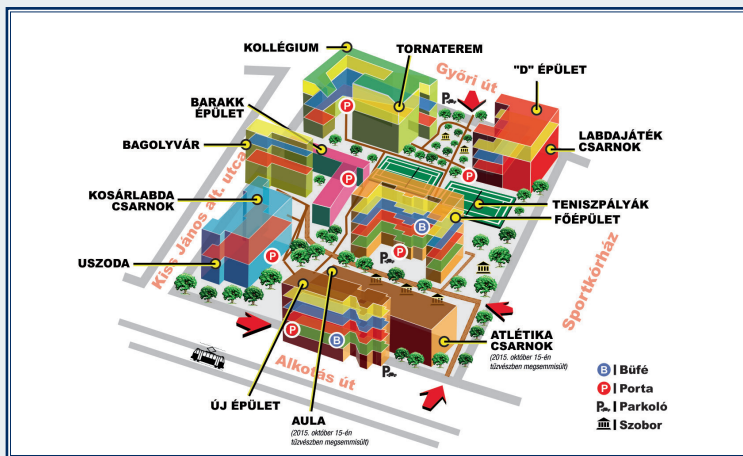 KOLLÉGIUM
TORNATEREM
Győri út
"D" ÉPÜLET
BARAKK
ÉPÜLET
P
P
BAGOLYVÁR
LABDAJÁTÉK
CSARNOK
P
P
KOSÁRLABDA
CSARNOK
TENISZPÁLYÁK
FŐÉPÜLET
Kiss János alt. utca
B
P
P
P
USZODA
Sportkórház
P
B
ATLÉTIKA
CSARNOK
(2015. október 15-én
tűzvészben megsemmisült)
Alkotás út
P
ÚJ ÉPÜLET
AULA
(2015. október 15-én
tűzvészben megsemmisült)
B | Büfé
P | Porta
P | Parkoló
| Szobor